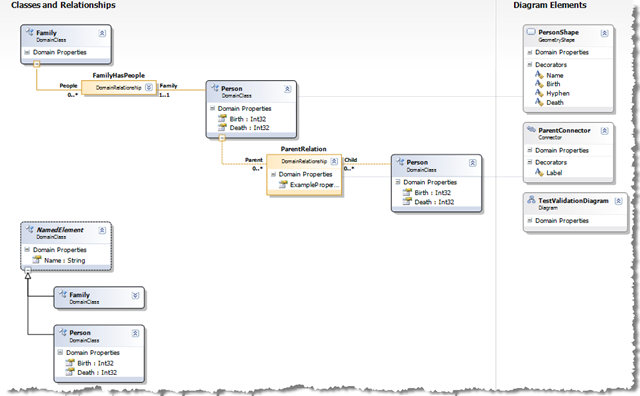 Classes and Relationships
Diagram Elements
Family
DomainClass
Domain Properties
FamilyHasPeople
People
DomainRelationship
Family
0..*
1..1
Person
DomainClass
Domain Properties
Birth : Int32
Death : Int32
ParentRelation
Parent
DomainRelationship
Child
0..*
0...*
Domain Properties
ExampleProper...
Person
DomainClass
Domain Properties
Birth : Int32
Death : Int32
PersonShape
GeometryShape
Domain Properties
Decorators
Name
Birth
Hyphen
Death
ParentConnector
Connector
Domain Properties
Decorators
Label
TestValidationDiagram
Diagram
Domain Properties
NamedElement
DomainClass
Domain Properties
Name : String
Family
DomainClass
Person
DomainClass
Domain Properties
Birth : Int32
Death : Int32